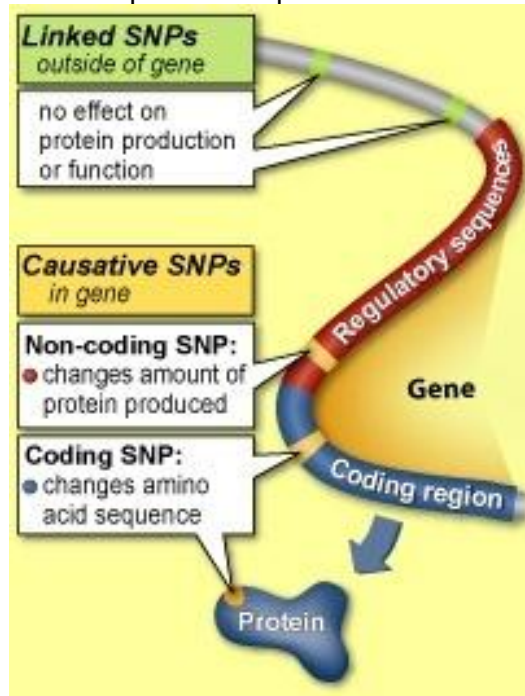 Linked SNPs
outside of gene
no effect on
protein production
or function
Regulatory sequences
Causative SNPs
in gene
Non-coding SNP:
changes amount of
protein produced
Gene
Coding SNP:
changes amino
acid sequence
Coding region
Protein